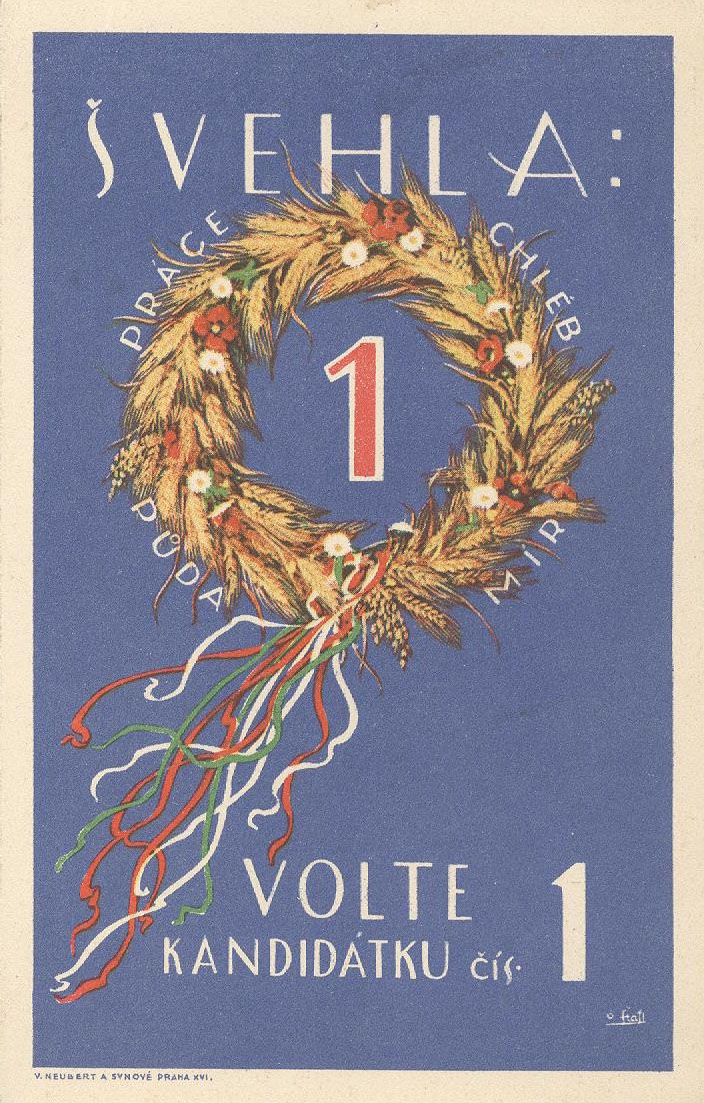 ŠVEHLA:
PRÁCE
CHLÉB
1
PŮDA
MÍR
VOLTE
KANDIDÁTKU čís. 1
V. NEUBERT A SYNOVÉ PRAHA XVI.